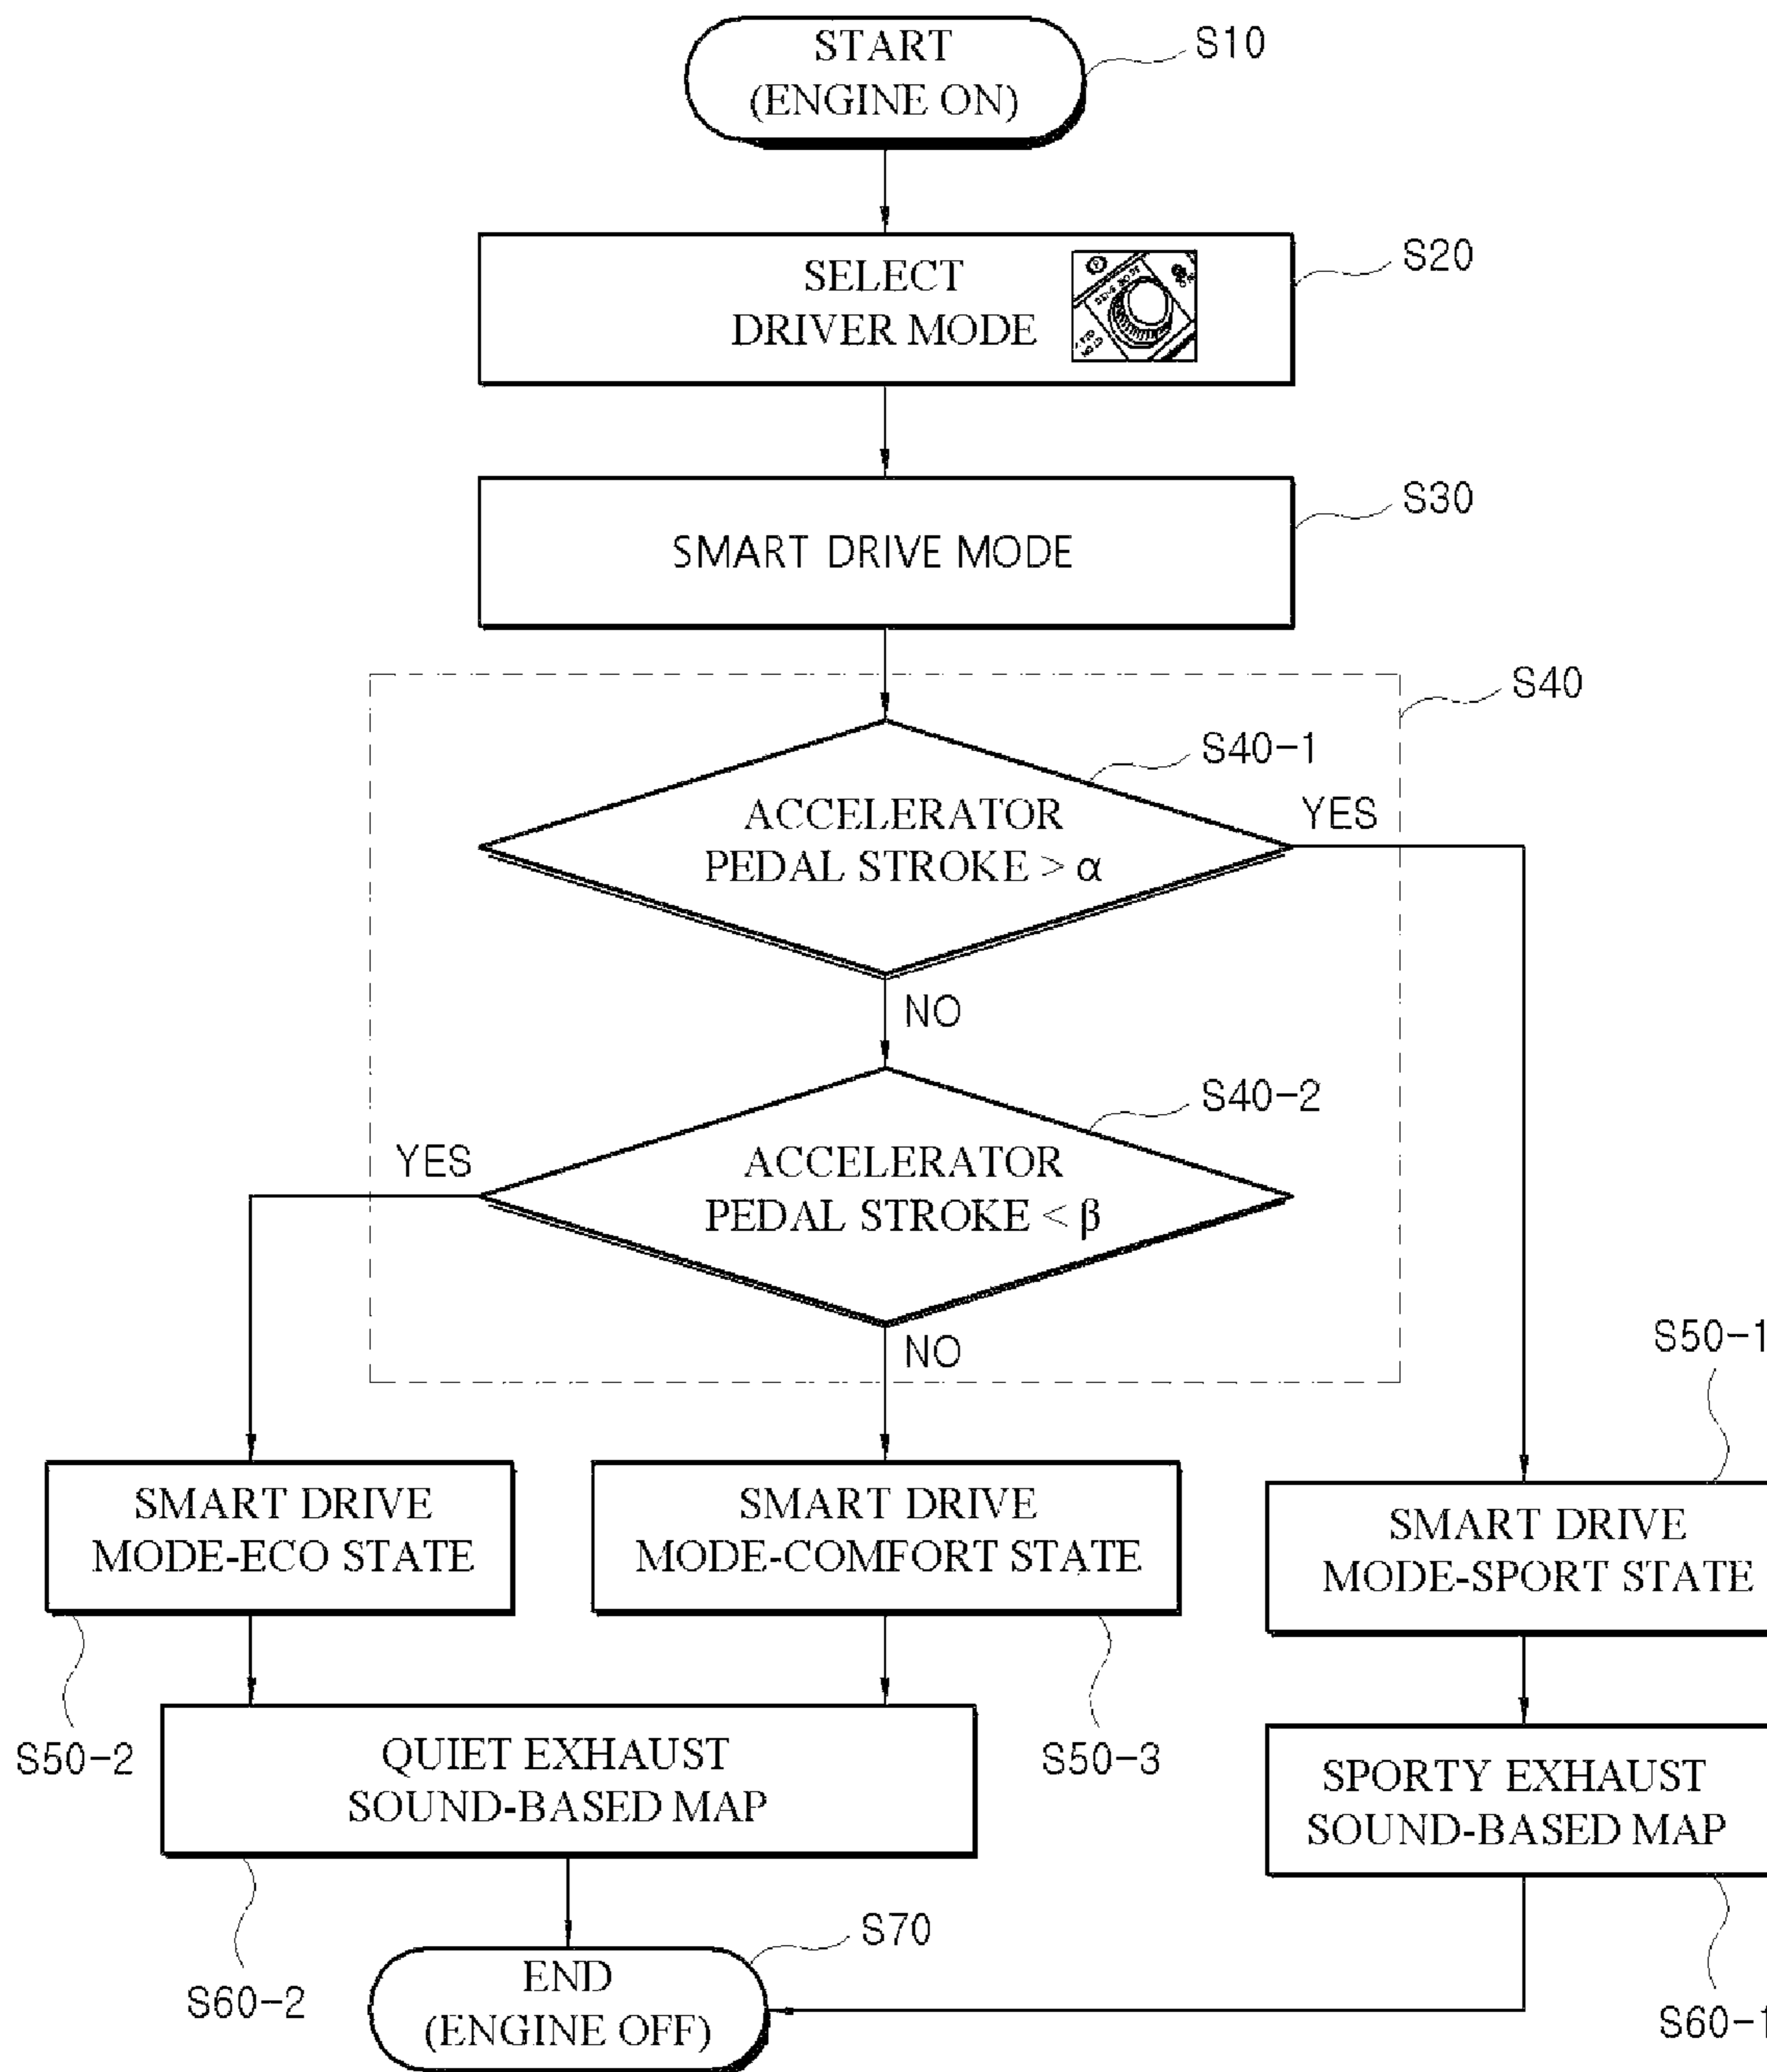 START
(ENGINE ON)
S10
SELECT
DRIVER MODE
S20
SMART DRIVE MODE
S30
S40
S40-1
ACCELERATOR
PEDAL STROKE > α
YES
NO
S40-2
ACCELERATOR
PEDAL STROKE < β
YES
NO
S50-1
SMART DRIVE
MODE-ECO STATE
SMART DRIVE
MODE-COMFORT STATE
SMART DRIVE
MODE-SPORT STATE
S50-2
S50-3
QUIET EXHAUST
SOUND-BASED MAP
SPORTY EXHAUST
SOUND-BASED MAP
S60-2
S70
S60-1
END
(ENGINE OFF)